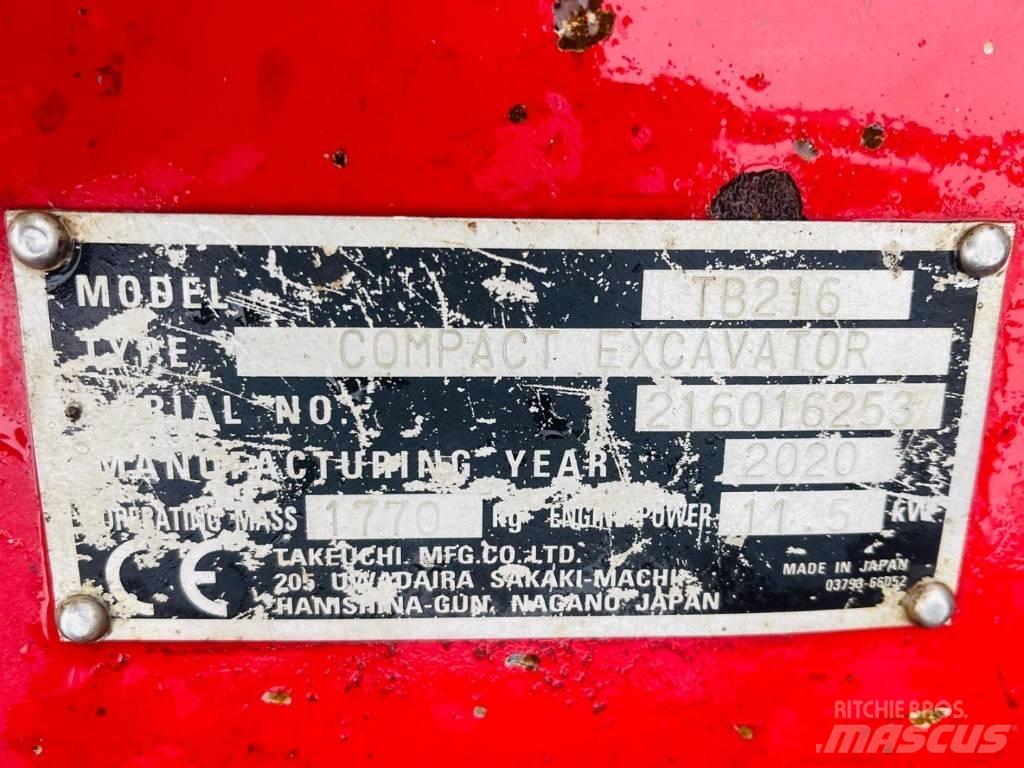 MODEL TB216
TYPE COMPACT EXCAVATOR
SERIAL NO. 216016253
MANUFACTURING YEAR 2020
OPERATING MASS 1770 kg ENGINE POWER 11.5 kW
CE
TAKEUCHI MFG.CO.,LTD.
205 UWADAIRA SAKAKI-MACHI
HANISHINA-GUN, NAGANO JAPAN
MADE IN JAPAN
03793-66052
RITCHIE BROS.
MASCUS